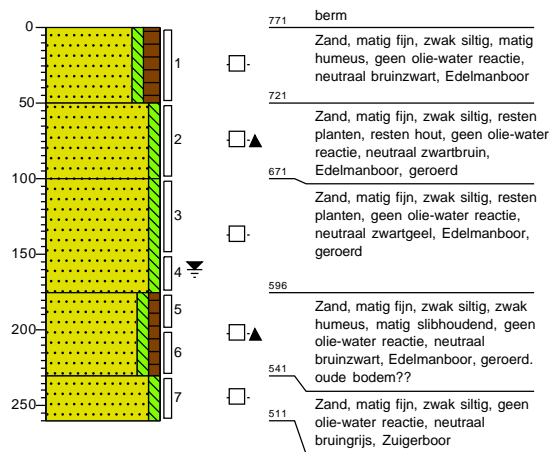 0
50
100
150
200
250
1
2
3
4
5
6
7
771
berm
Zand, matig fijn, zwak siltig, matig
humeus, geen olie-water reactie,
neutraal bruinzwart, Edelmanboor
721
Zand, matig fijn, zwak siltig, resten
planten, resten hout, geen olie-water
reactie, neutraal zwartbruin,
Edelmanboor, geroerd
671
Zand, matig fijn, zwak siltig, resten
planten, geen olie-water reactie,
neutraal zwartgeel, Edelmanboor,
geroerd
596
Zand, matig fijn, zwak siltig, zwak
humeus, matig slibhoudend, geen
olie-water reactie, neutraal
bruinzwart, Edelmanboor, geroerd.
oude bodem??
541
Zand, matig fijn, zwak siltig, geen
olie-water reactie, neutraal
bruingrijs, Zuigerboor
511